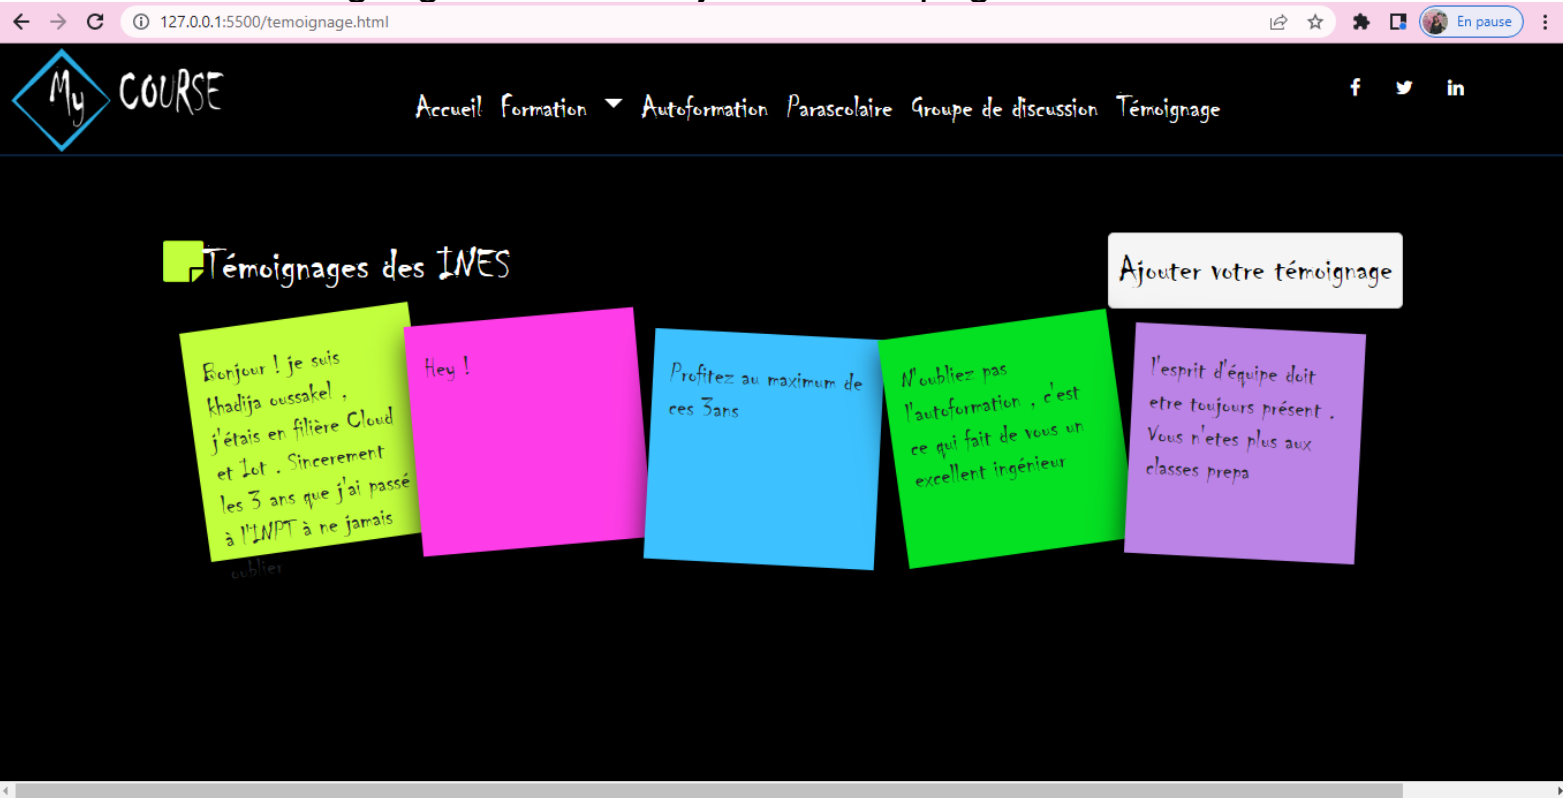 127.0.0.1:5500/temoignage.html
En pause
My COURSE
Accueil Formation Autoformation Parascolaire Groupe de discussion Témoignage
Témoignages des INES
Ajouter votre témoignage
Bonjour ! je suis
khadija oussakel ,
j'étais en filière Cloud
et Iot . Sincerement
les 3 ans que j'ai passé
à l'INPT à ne jamais
oublier
Hey !
Profitez au maximum de
ces 3ans
N'oubliez pas
l'autoformation , c'est
ce qui fait de vous un
excellent ingénieur
l'esprit d'équipe doit
etre toujours présent .
Vous n'etes plus aux
classes prepa